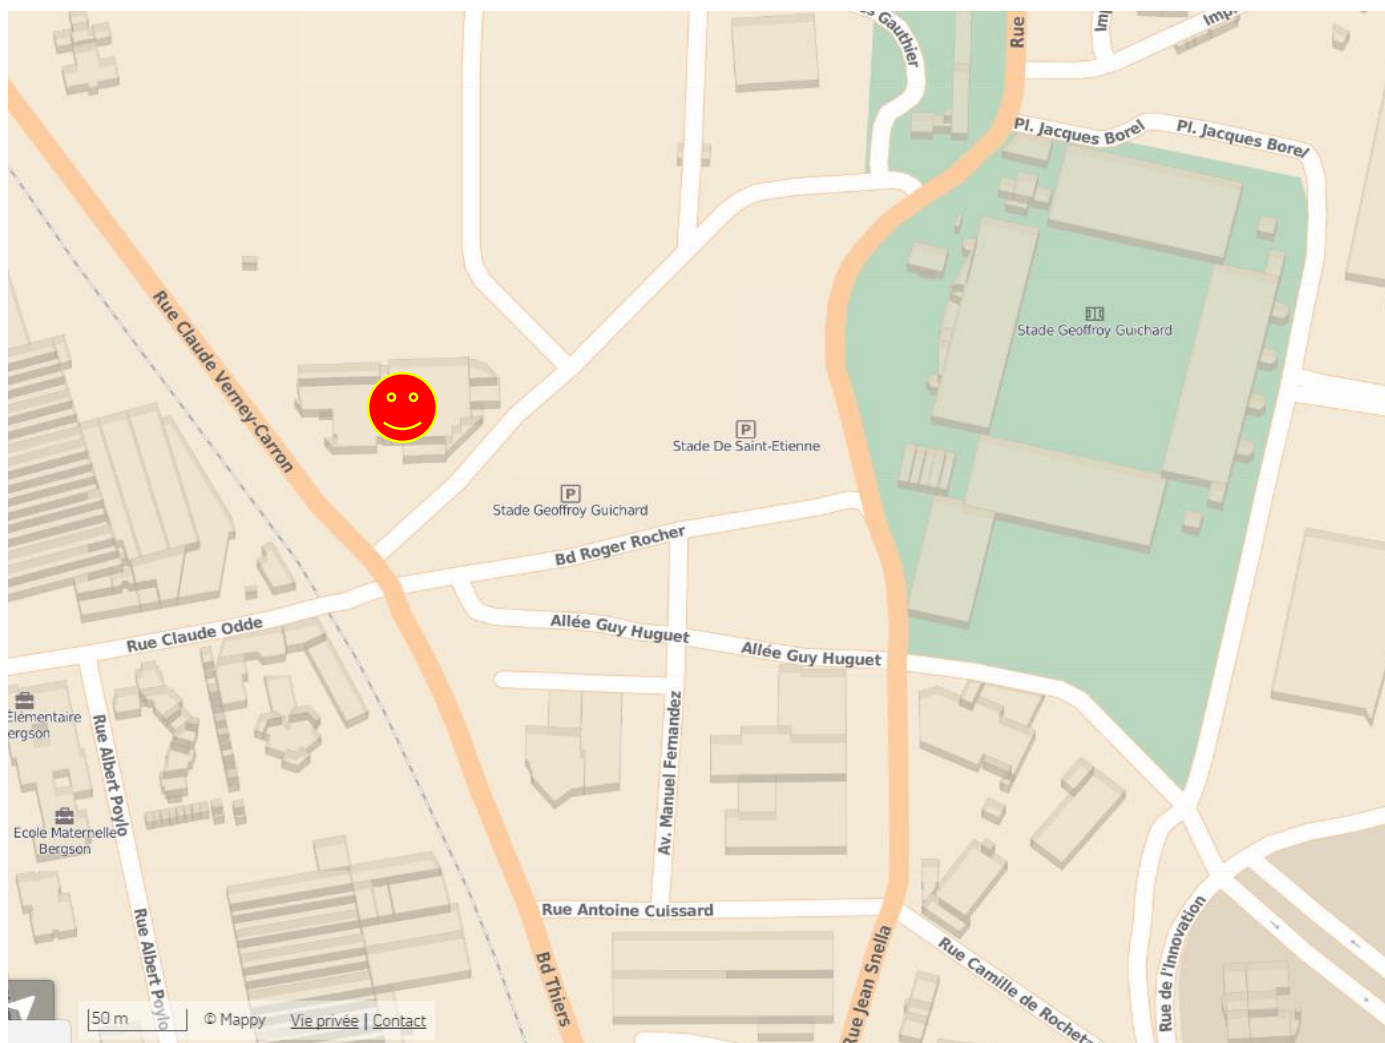 s Gauthier
Rue
Imp
Imp.
Pl. Jacques Borel
Pl. Jacques Borel
Rue Claude Verney-Carron
Stade Geoffroy Guichard
P
Stade De Saint-Etienne
P
Stade Geoffroy Guichard
Bd Roger Rocher
Rue Claude Odde
Allée Guy Huguet
Allée Guy Huguet
Élémentaire
ergson
Rue Albert Poylo
Av. Manuel Fernandez
Ecole Maternelle
Bergson
Rue Antoine Cuissard
Rue Albert Poylo
Bd Thiers
Rue Jean Snella
Rue Camille de Rocheta
Rue de l'Innovation
50 m
© Mappy
Vie privée | Contact